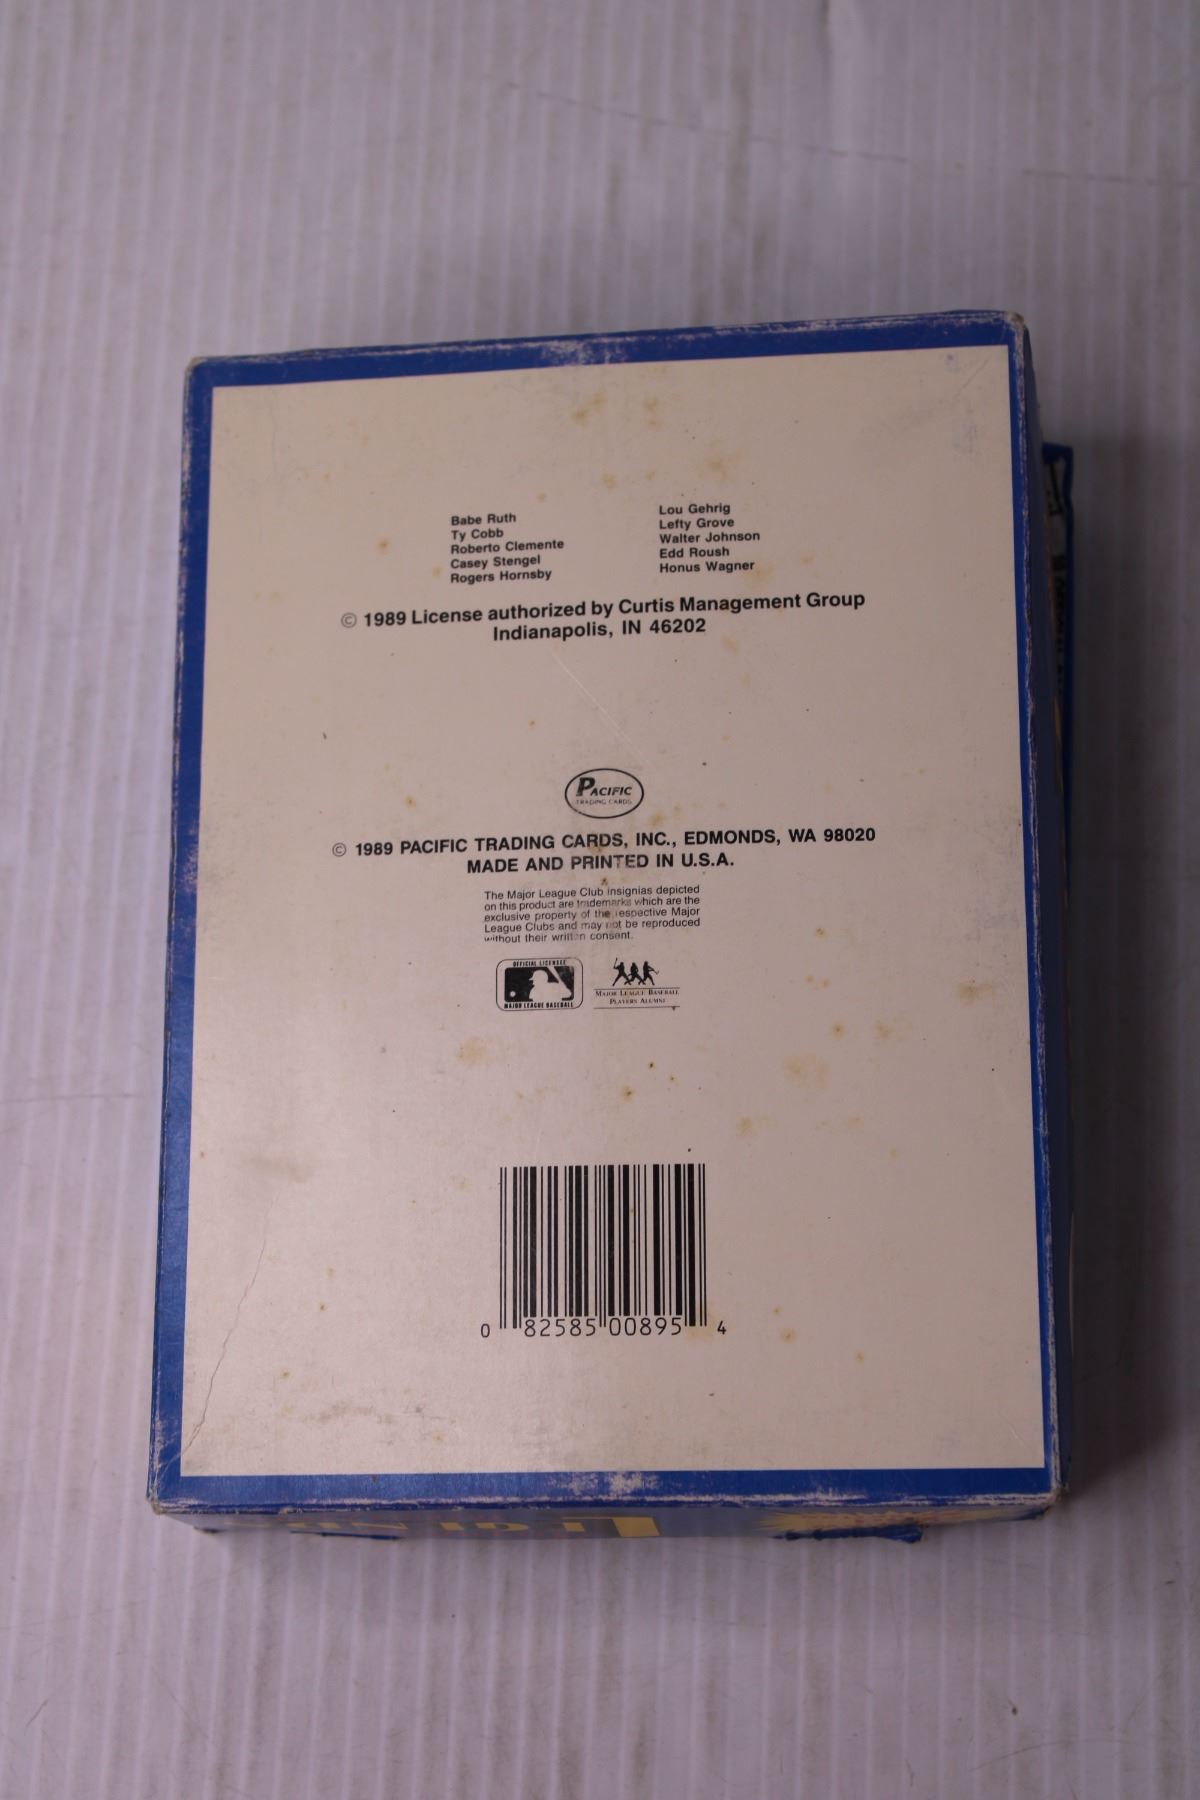 Babe Ruth
Ty Cobb
Roberto Clemente
Casey Stengel
Rogers Hornsby
Lou Gehrig
Lefty Grove
Walter Johnson
Edd Roush
Honus Wagner
© 1989 License authorized by Curtis Management Group
Indianapolis, IN 46202
PACIFIC
TRADING CARDS
© 1989 PACIFIC TRADING CARDS, INC., EDMONDS, WA 98020
MADE AND PRINTED IN U.S.A.
The Major League Club insignias depicted
on this product are trademarks which are the
exclusive property of the respective Major
League Clubs and may not be reproduced
without their written consent.
OFFICIAL LICENSEE
MAJOR LEAGUE BASEBALL
MAJOR LEAGUE BASEBALL
PLAYERS ALUMNI
0 82585 00895 4